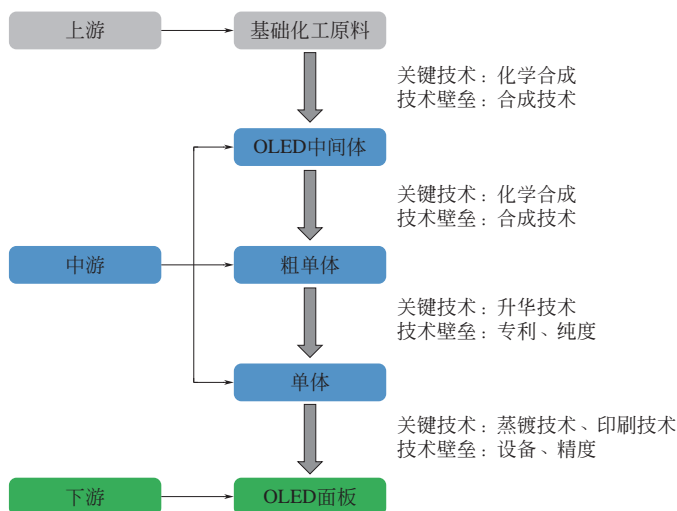 上游
基础化工原料
关键技术：化学合成
技术壁垒：合成技术
OLED中间体
关键技术：化学合成
技术壁垒：合成技术
中游
粗单体
关键技术：升华技术
技术壁垒：专利、纯度
单体
关键技术：蒸镀技术、印刷技术
技术壁垒：设备、精度
下游
OLED面板